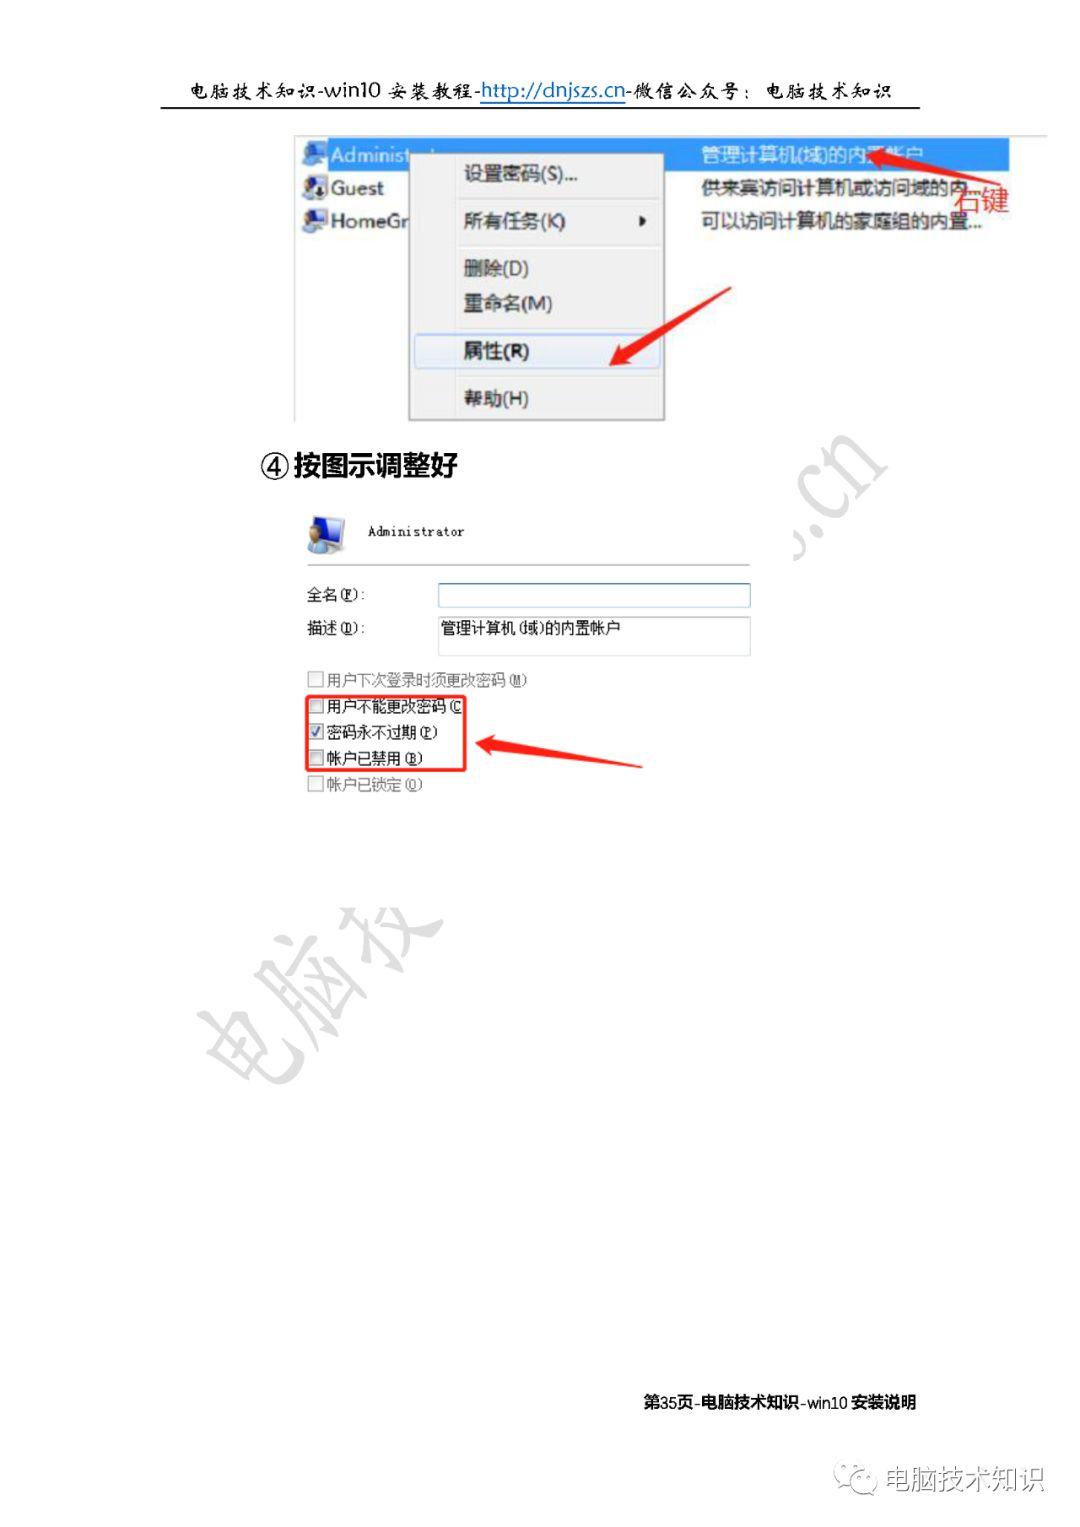 电脑技术知识-win10 安装教程-http://dnjszs.cn-微信公众号：电脑技术知识
Administ
管理计算机(域)的内置帐户
Guest
供来宾访问计算机或访问域的内...
右键
HomeGr
可以访问计算机的家庭组的内置...
设置密码(S)...
所有任务(K)
删除(D)
重命名(M)
属性(R)
帮助(H)
④ 按图示调整好
Administrator
全名(F):
描述(D):
管理计算机(域)的内置帐户
用户下次登录时须更改密码(M)
用户不能更改密码(C
密码永不过期(P)
帐户已禁用(B)
帐户已锁定(O)
.cn
电脑技
第35页-电脑技术知识-win10 安装说明
电脑技术知识